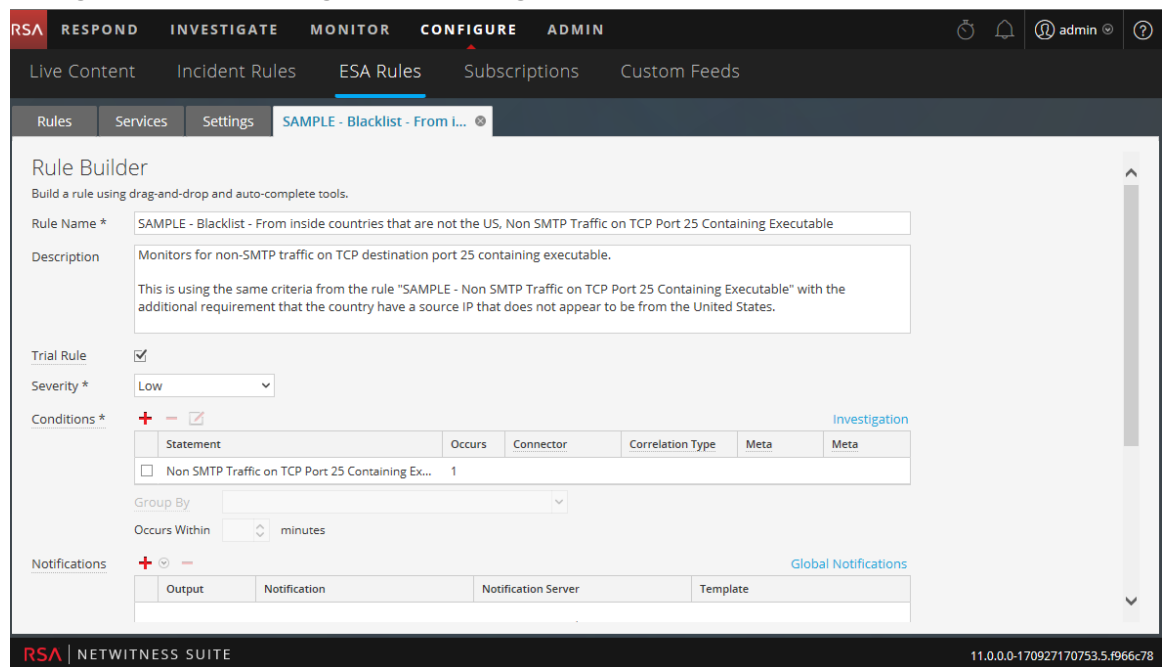 RSA RESPOND INVESTIGATE MONITOR CONFIGURE ADMIN admin ?
Live Content Incident Rules ESA Rules Subscriptions Custom Feeds
Rules Services Settings SAMPLE - Blacklist - From i...
Rule Builder
Build a rule using drag-and-drop and auto-complete tools.
Rule Name * SAMPLE - Blacklist - From inside countries that are not the US, Non SMTP Traffic on TCP Port 25 Containing Executable
Description Monitors for non-SMTP traffic on TCP destination port 25 containing executable.
This is using the same criteria from the rule "SAMPLE - Non SMTP Traffic on TCP Port 25 Containing Executable" with the
additional requirement that the country have a source IP that does not appear to be from the United States.
Trial Rule
Severity * Low
Conditions * Investigation
Statement Occurs Connector Correlation Type Meta Meta
Non SMTP Traffic on TCP Port 25 Containing Ex... 1
Group By
Occurs Within minutes
Notifications Global Notifications
Output Notification Notification Server Template
RSA NETWITNESS SUITE 11.0.0.0-170927170753.5.f966c78